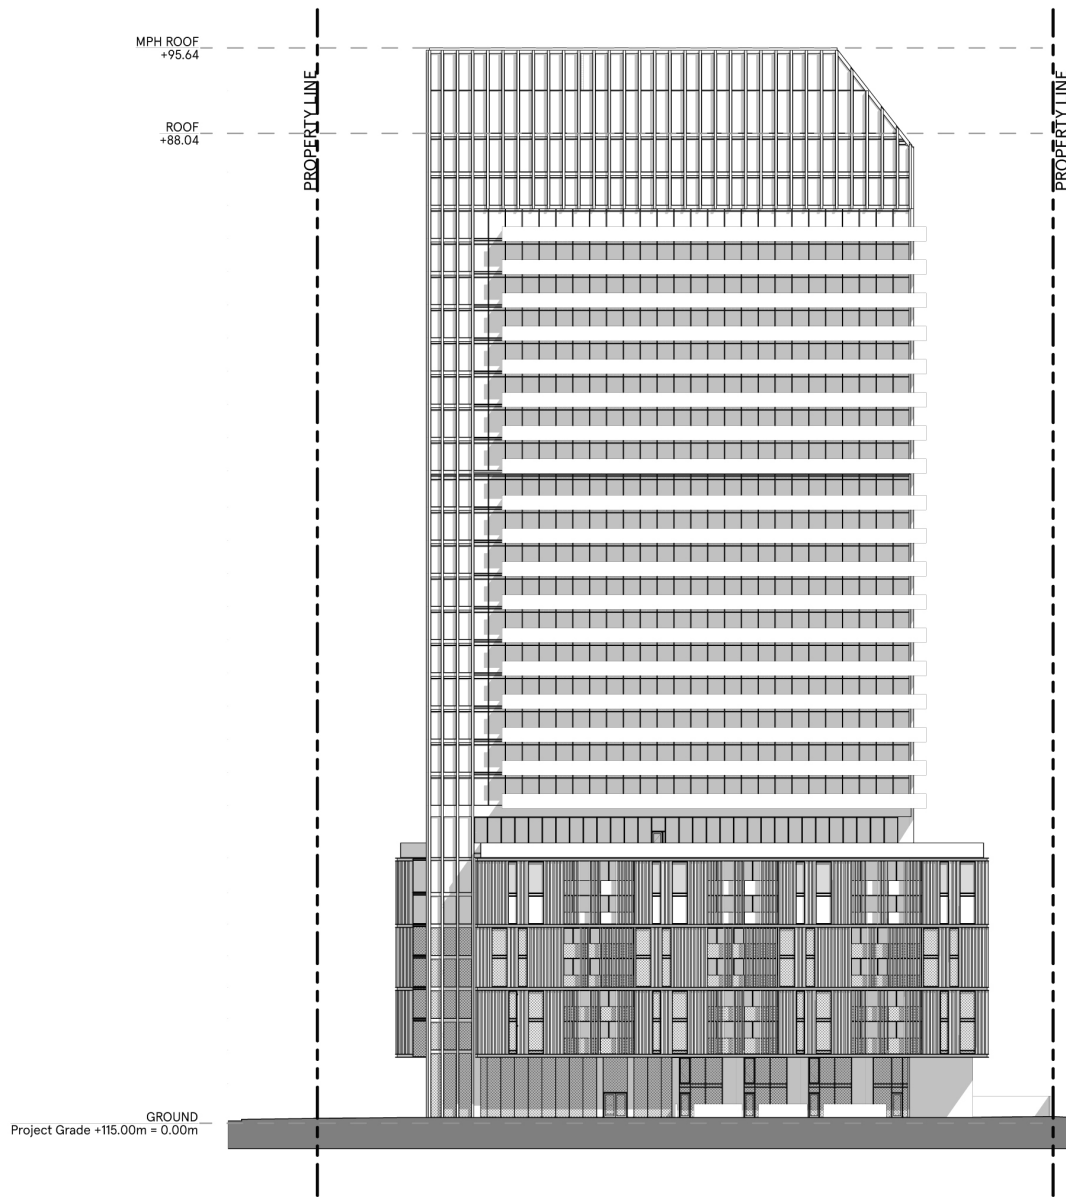 MPH ROOF
+95.64
PROPERTY LINE
PROPERTY LINE
ROOF
+88.04
GROUND
Project Grade +115.00m = 0.00m